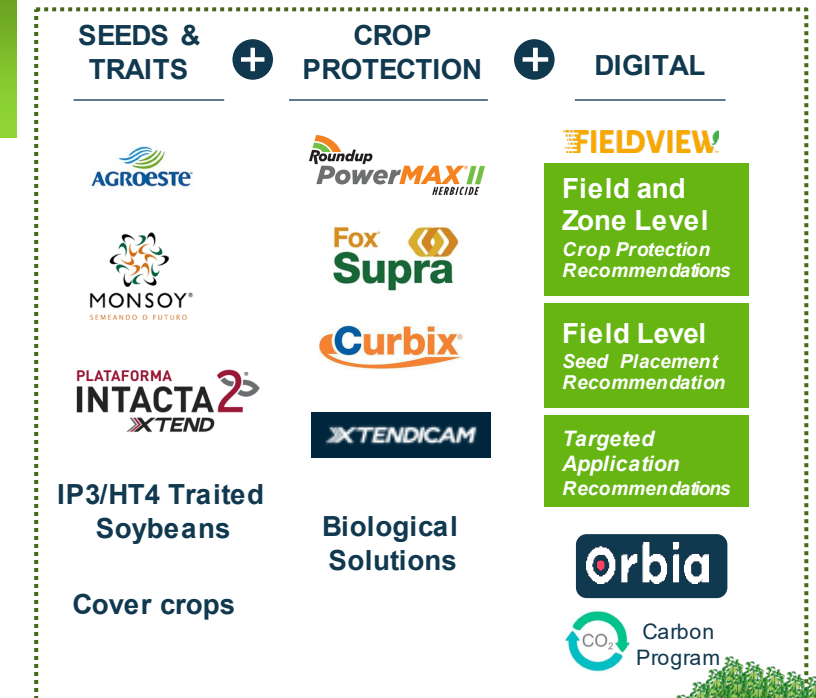 SEEDS &
TRAITS
AGROESTE
MONSOY®
SEMEANDO O FUTURO
PLATAFORMA
INTACTA 2
XTEND
IP3/HT4 Traited
Soybeans
Cover crops
CROP
PROTECTION
Roundup
PowerMAX II
HERBICIDE
Fox
Supra
Curbix
XTENDICAM
Biological
Solutions
DIGITAL
FIELDVIEW
Field and
Zone Level
Crop Protection
Recommendations
Field Level
Seed Placement
Recommendation
Targeted
Application
Recommendations
Orbia
CO₂
Carbon
Program